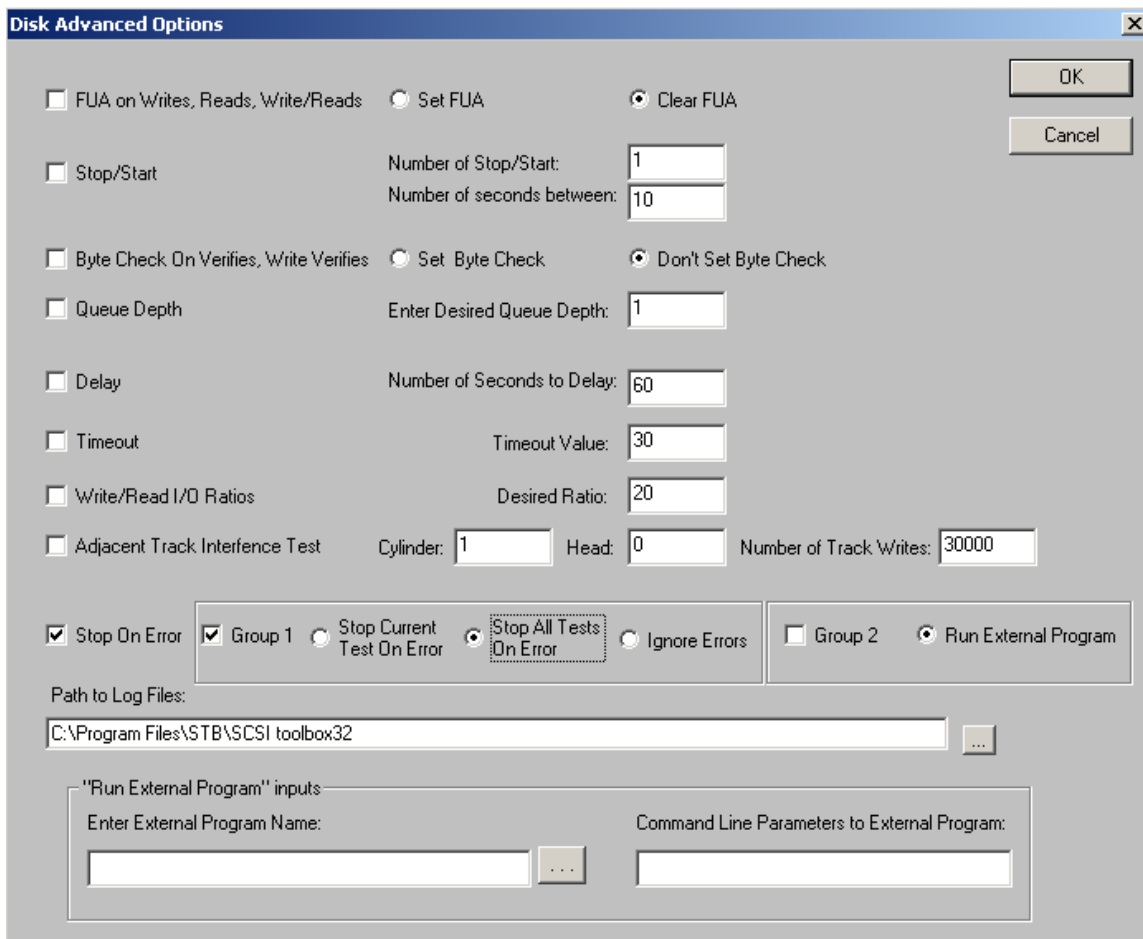 Disk Advanced Options
FUA on Writes, Reads, Write/Reads Set FUA Clear FUA
OK
Cancel
Stop/Start
Number of Stop/Start: 1
Number of seconds between: 10
Byte Check On Verifies, Write Verifies Set Byte Check Don't Set Byte Check
Queue Depth Enter Desired Queue Depth: 1
Delay Number of Seconds to Delay: 60
Timeout Timeout Value: 30
Write/Read I/O Ratios Desired Ratio: 20
Adjacent Track Interfence Test Cylinder: 1 Head: 0 Number of Track Writes: 30000
Stop On Error Group 1
Stop Current
Test On Error
Stop All Tests
On Error
Ignore Errors
Group 2 Run External Program
Path to Log Files:
C:\Program Files\STB\SCSI toolbox32
...
"Run External Program" inputs
Enter External Program Name: Command Line Parameters to External Program:
...